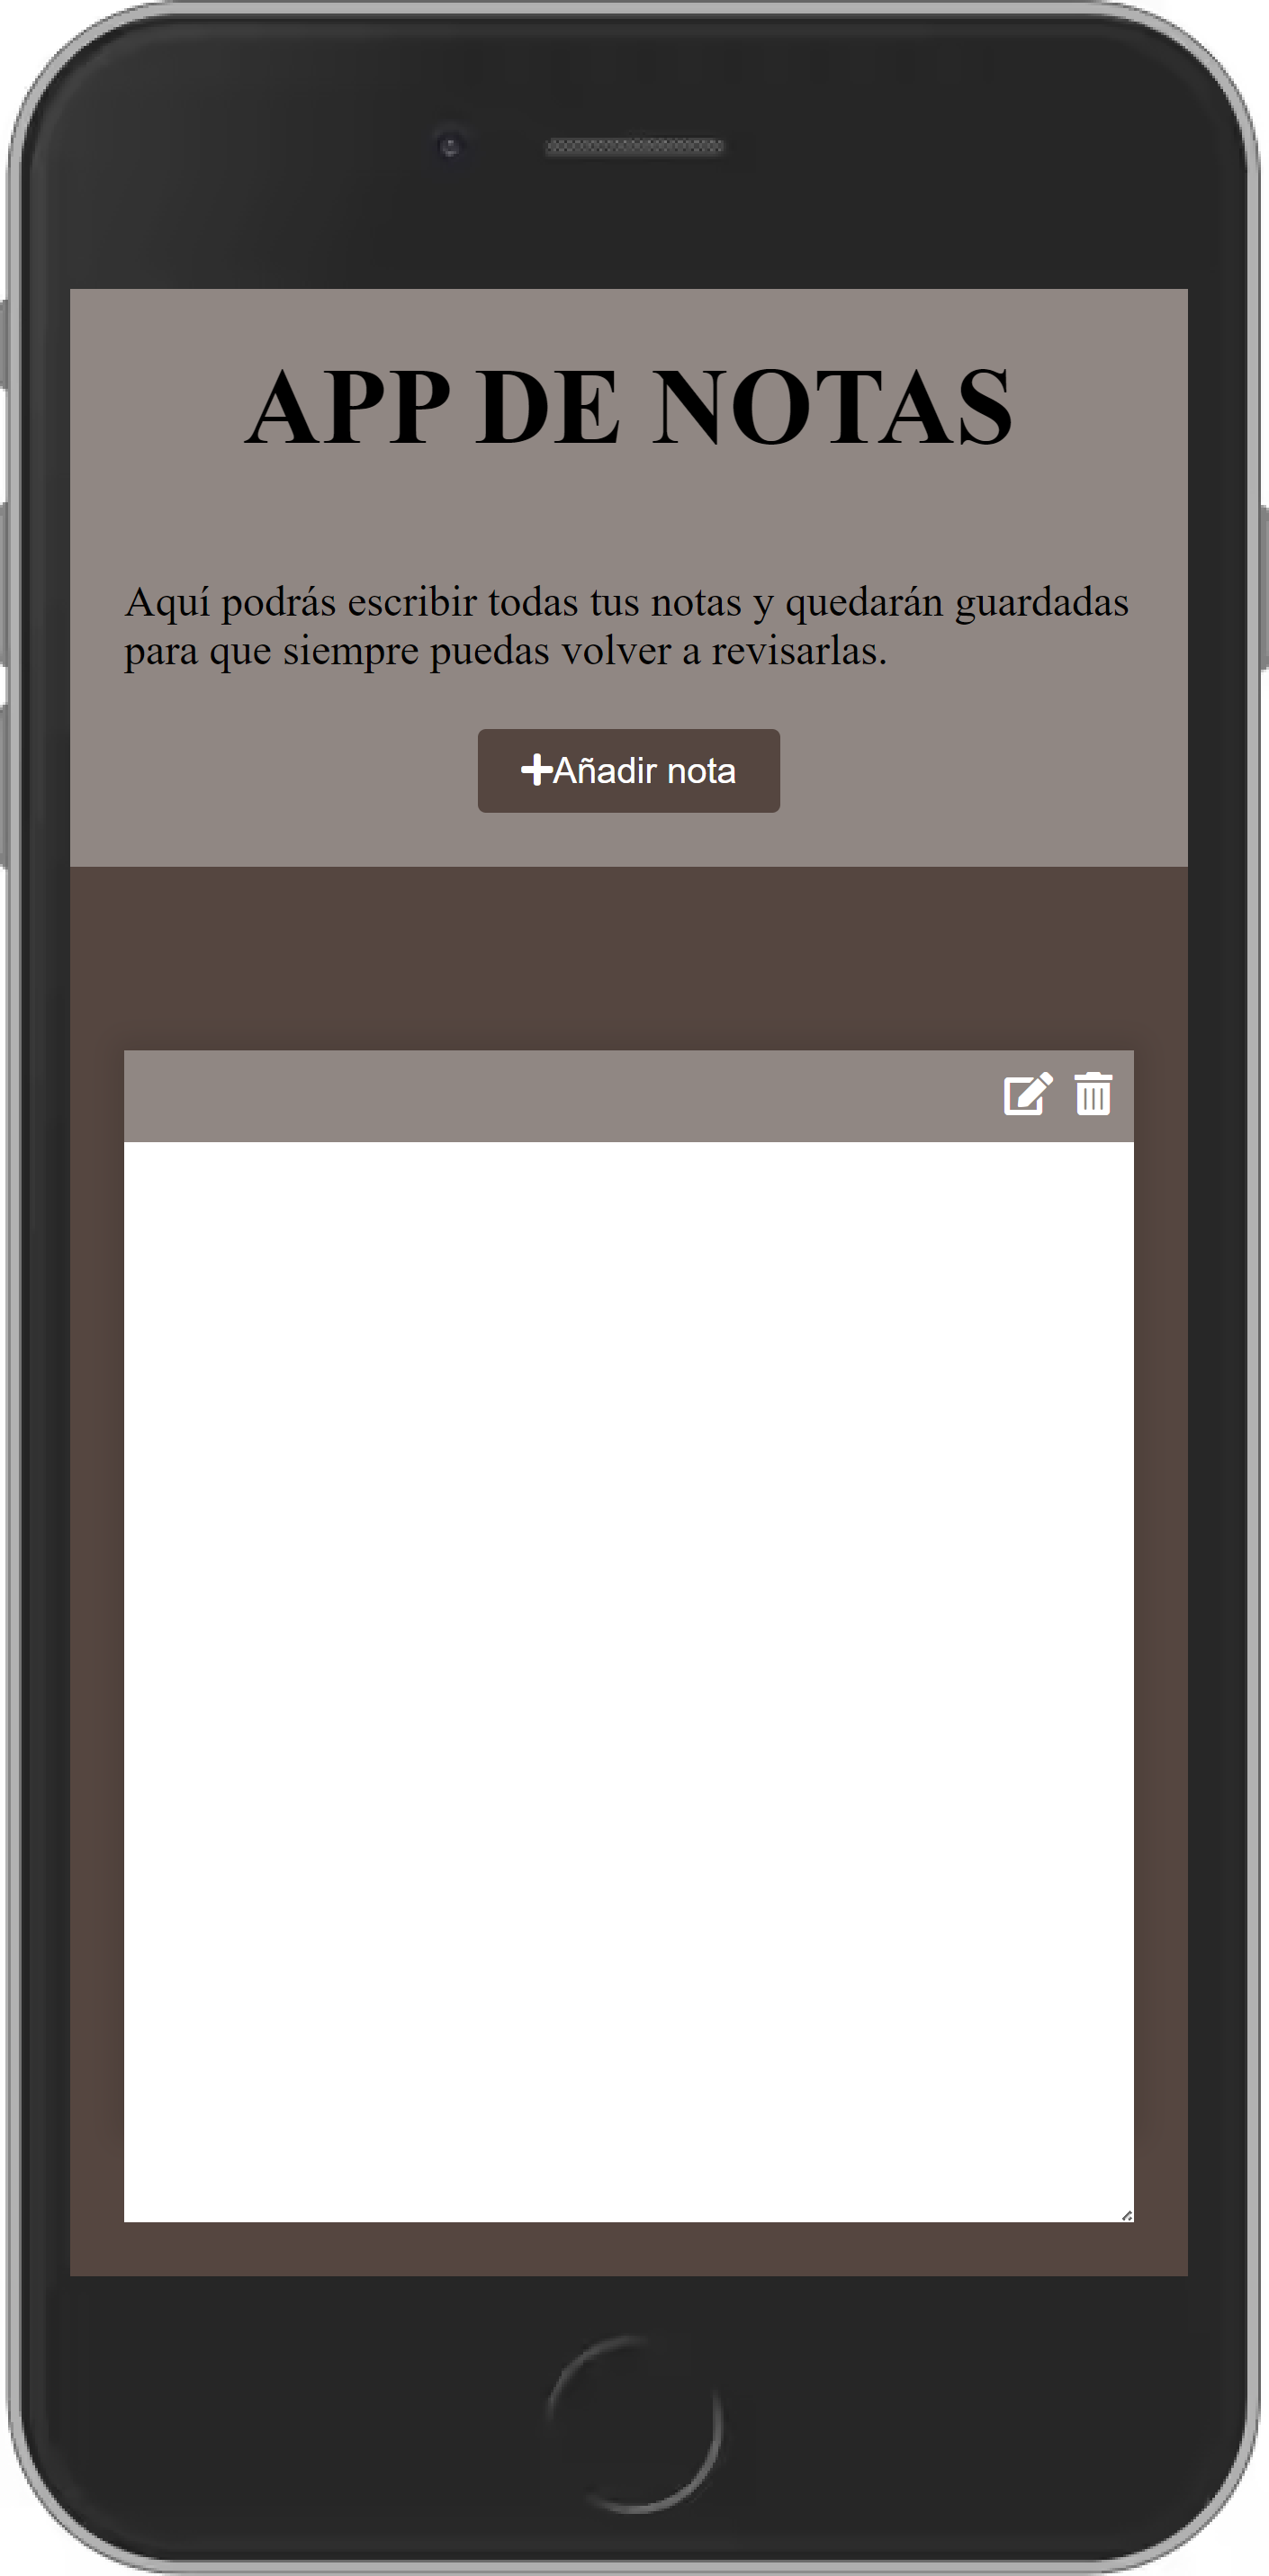 APP DE NOTAS
Aquí podrás escribir todas tus notas y quedarán guardadas
para que siempre puedas volver a revisarlas.
Añadir nota